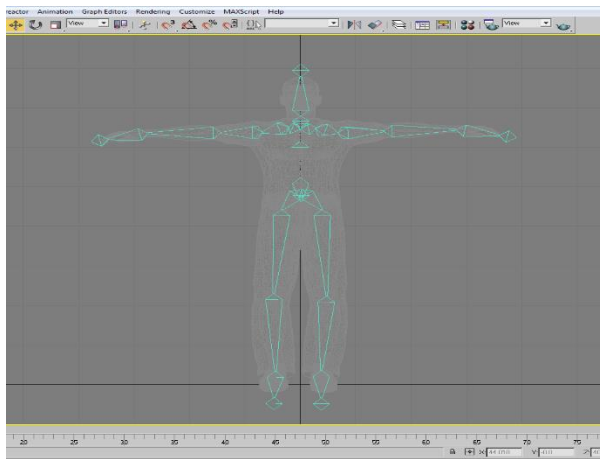 reactor Animation Graph Editors Rendering Customize MAXScript Help
View View
20 25 30 35 40 45 50 55 60 65 70 75
X: Y: Z: